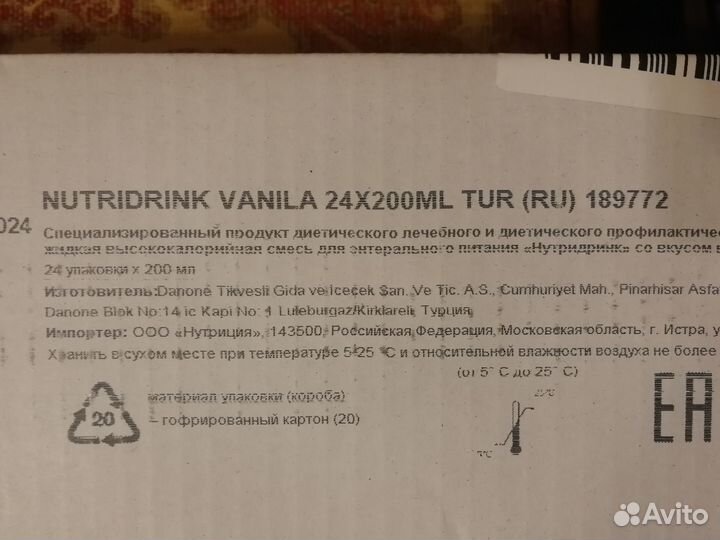 NUTRIDRINK VANILA 24X200ML TUR (RU) 189772
024
Специализированный продукт диетического лечебного и диетического профилактичес
жидкая высококалорийная смесь для энтерального питания «Нутридринк» со вкусом в
24 упаковки х 200 мл
Изготовитель:Danone Tikvesli Gida ve Icecek San. Ve Tic. A.S., Cumhuriyet Mah., Pinarhisar Asfa
Danone Blok No:14 ic Kapi No: 1 Luleburgaz/Kirklareli, Турция
Импортер: ООО «Нутриция», 143500, Российская Федерация, Московская область, г. Истра, у
Хранить в сухом месте при температуре 5-25 °C и относительной влажности воздуха не более
(от 5° C до 25° C)
материал упаковки (короба)
– гофрированный картон (20)
20
25°C
5°C
EAC
Avito